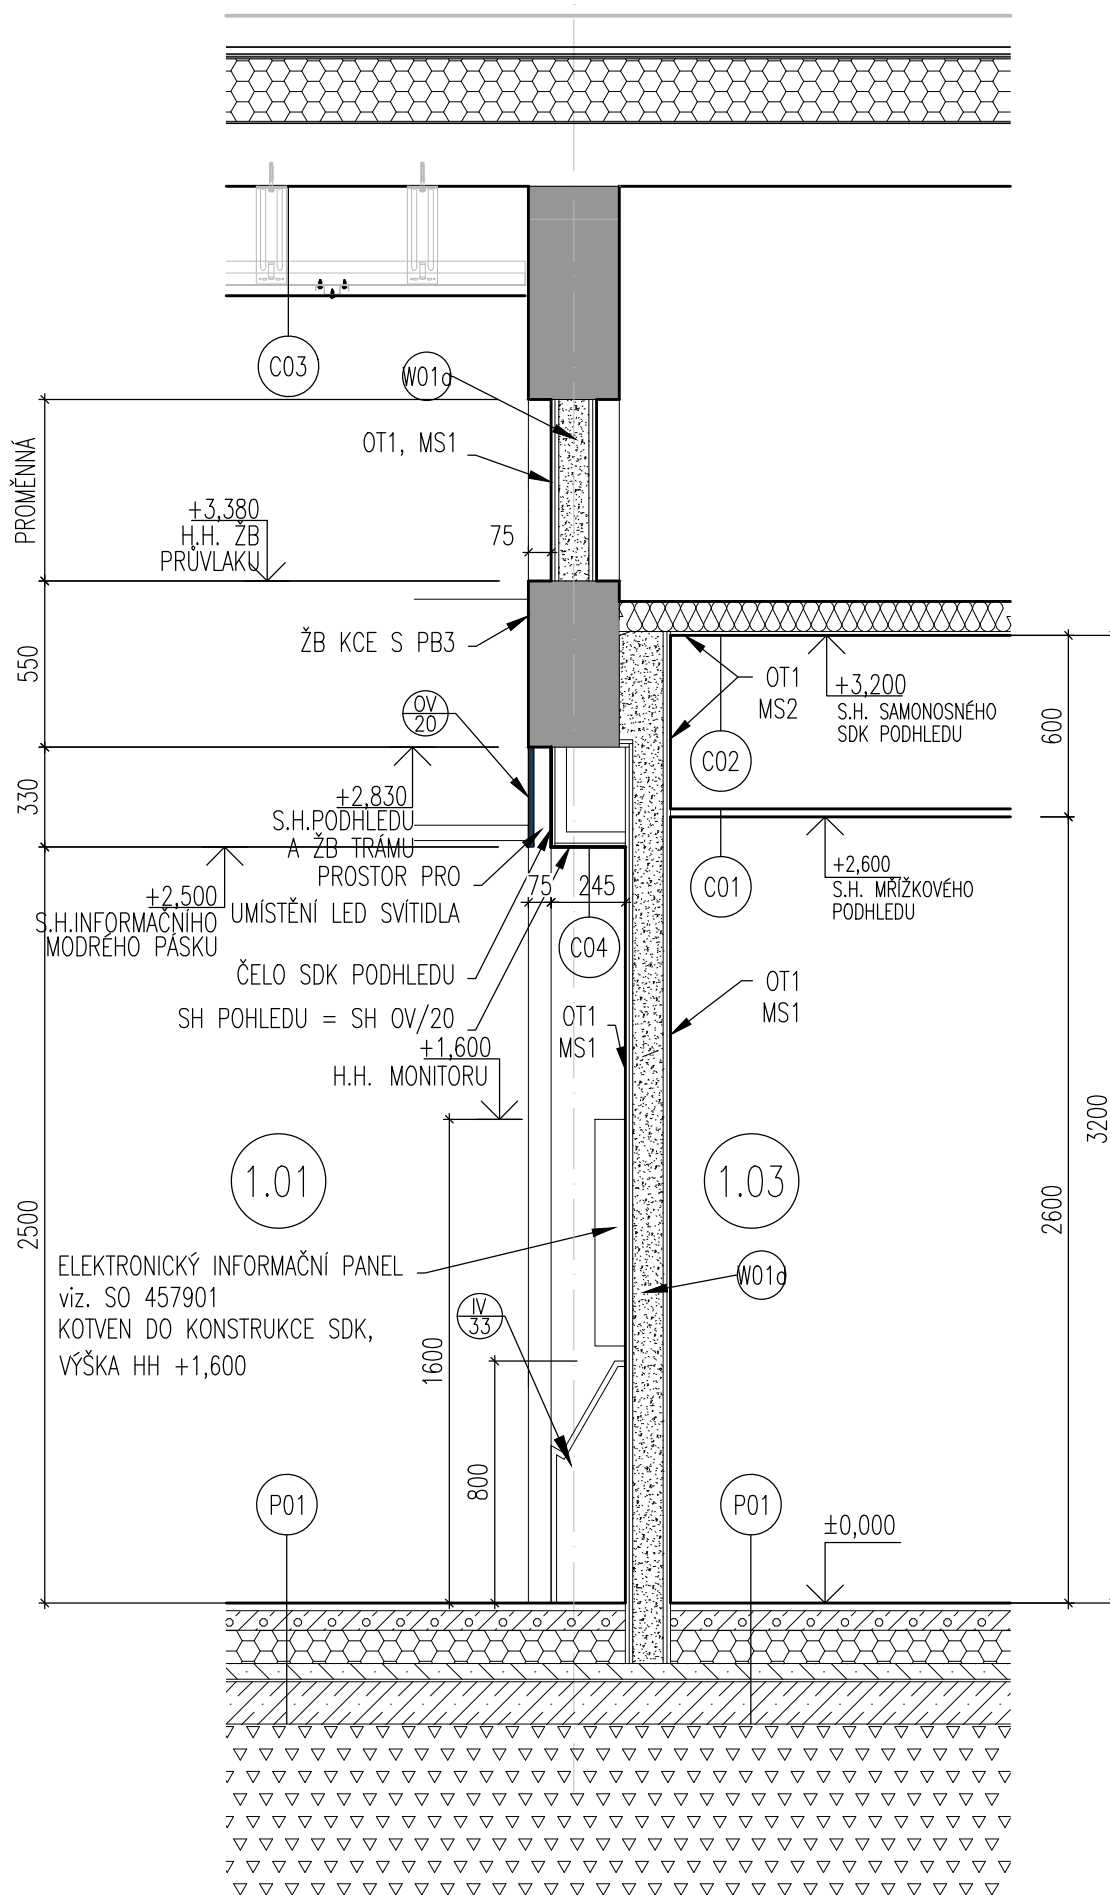 C03
W01a
OT1, MS1
PROMĚNNÁ
+3,380
H.H. ŽB
PRŮVLAKU
75
ŽB KCE S PB3
550
OT1
MS2
+3,200
S.H. SAMONOSNÉHO
SDK PODHLEDU
600
OV
20
C02
330
+2,830
S.H.PODHLEDU
A ŽB TRÁMU
PROSTOR PRO
UMÍSTĚNÍ LED SVÍTIDLA
75
245
C01
+2,600
S.H. MŘÍŽKOVÉHO
PODHLEDU
+2,500
S.H.INFORMAČNÍHO
MODRÉHO PÁSKU
C04
ČELO SDK PODHLEDU
SH POHLEDU = SH OV/20
OT1
MS1
OT1
MS1
+1,600
H.H. MONITORU
3200
1.01
1.03
2500
2600
ELEKTRONICKÝ INFORMAČNÍ PANEL
viz. SO 457901
KOTVEN DO KONSTRUKCE SDK,
VÝŠKA HH +1,600
W01a
IV
33
1600
800
P01
P01
±0,000